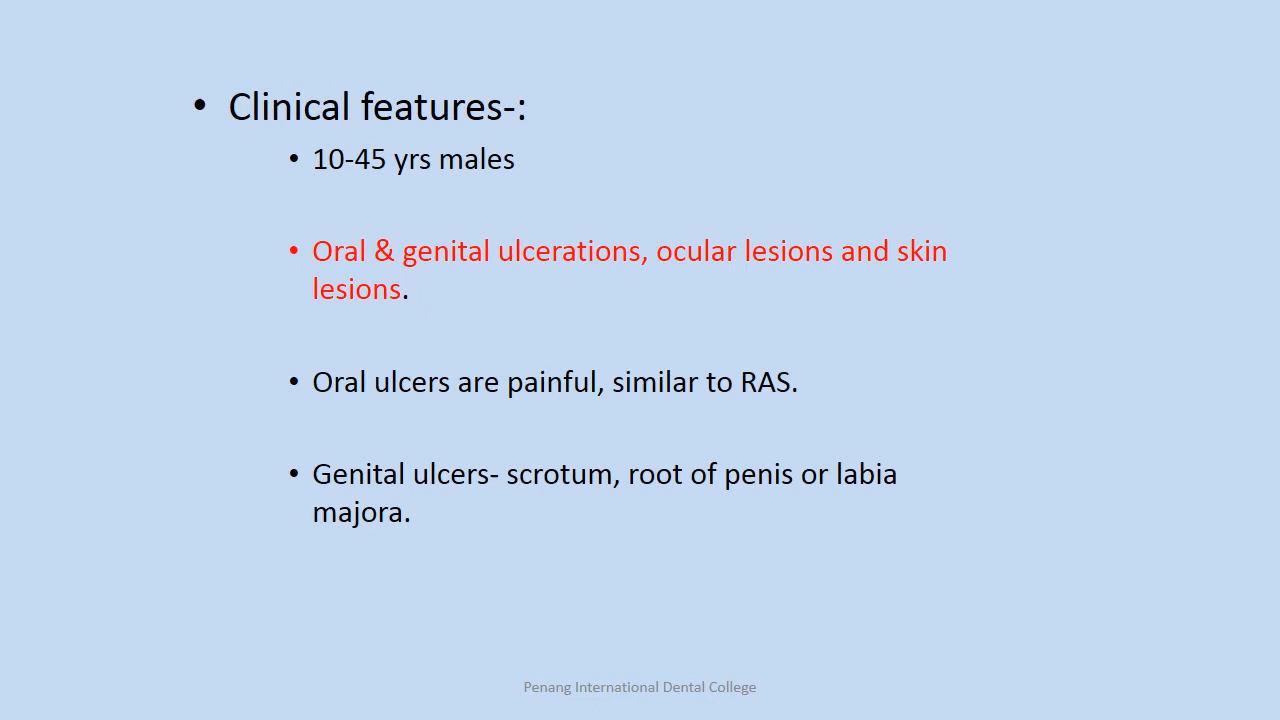 • Clinical features-:
• 10-45 yrs males
• Oral & genital ulcerations, ocular lesions and skin
lesions.
• Oral ulcers are painful, similar to RAS.
• Genital ulcers- scrotum, root of penis or labia
majora.
Penang International Dental College